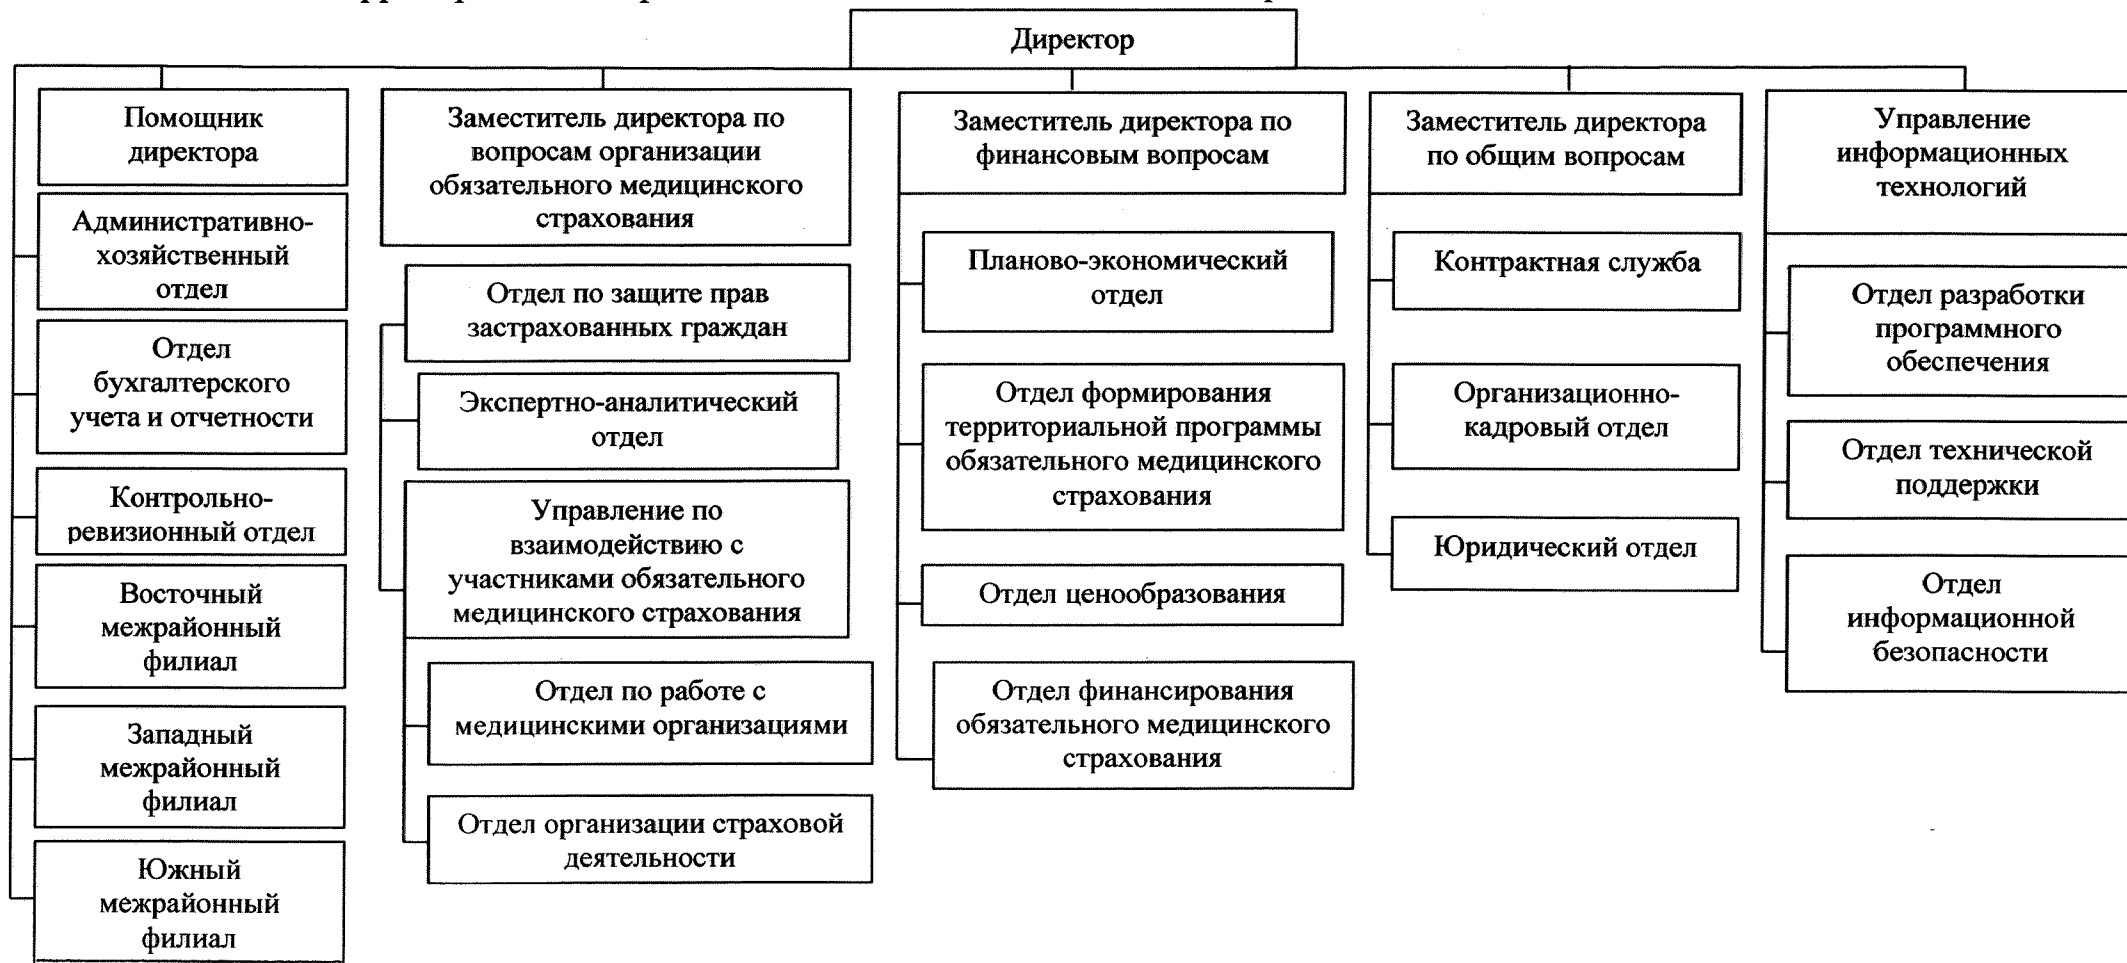 Директор
Помощник
директора
Административно-
хозяйственный
отдел
Отдел
бухгалтерского
учета и отчетности
Контрольно-
ревизионный отдел
Восточный
межрайонный
филиал
Западный
межрайонный
филиал
Южный
межрайонный
филиал
Заместитель директора по
вопросам организации
обязательного медицинского
страхования
Отдел по защите прав
застрахованных граждан
Экспертно-аналитический
отдел
Управление по
взаимодействию с
участниками обязательного
медицинского страхования
Отдел по работе с
медицинскими организациями
Отдел организации страховой
деятельности
Заместитель директора по
финансовым вопросам
Планово-экономический
отдел
Отдел формирования
территориальной программы
обязательного медицинского
страхования
Отдел ценообразования
Отдел финансирования
обязательного медицинского
страхования
Заместитель директора
по общим вопросам
Контрактная служба
Организационно-
кадровый отдел
Юридический отдел
Управление
информационных
технологий
Отдел разработки
программного
обеспечения
Отдел технической
поддержки
Отдел
информационной
безопасности